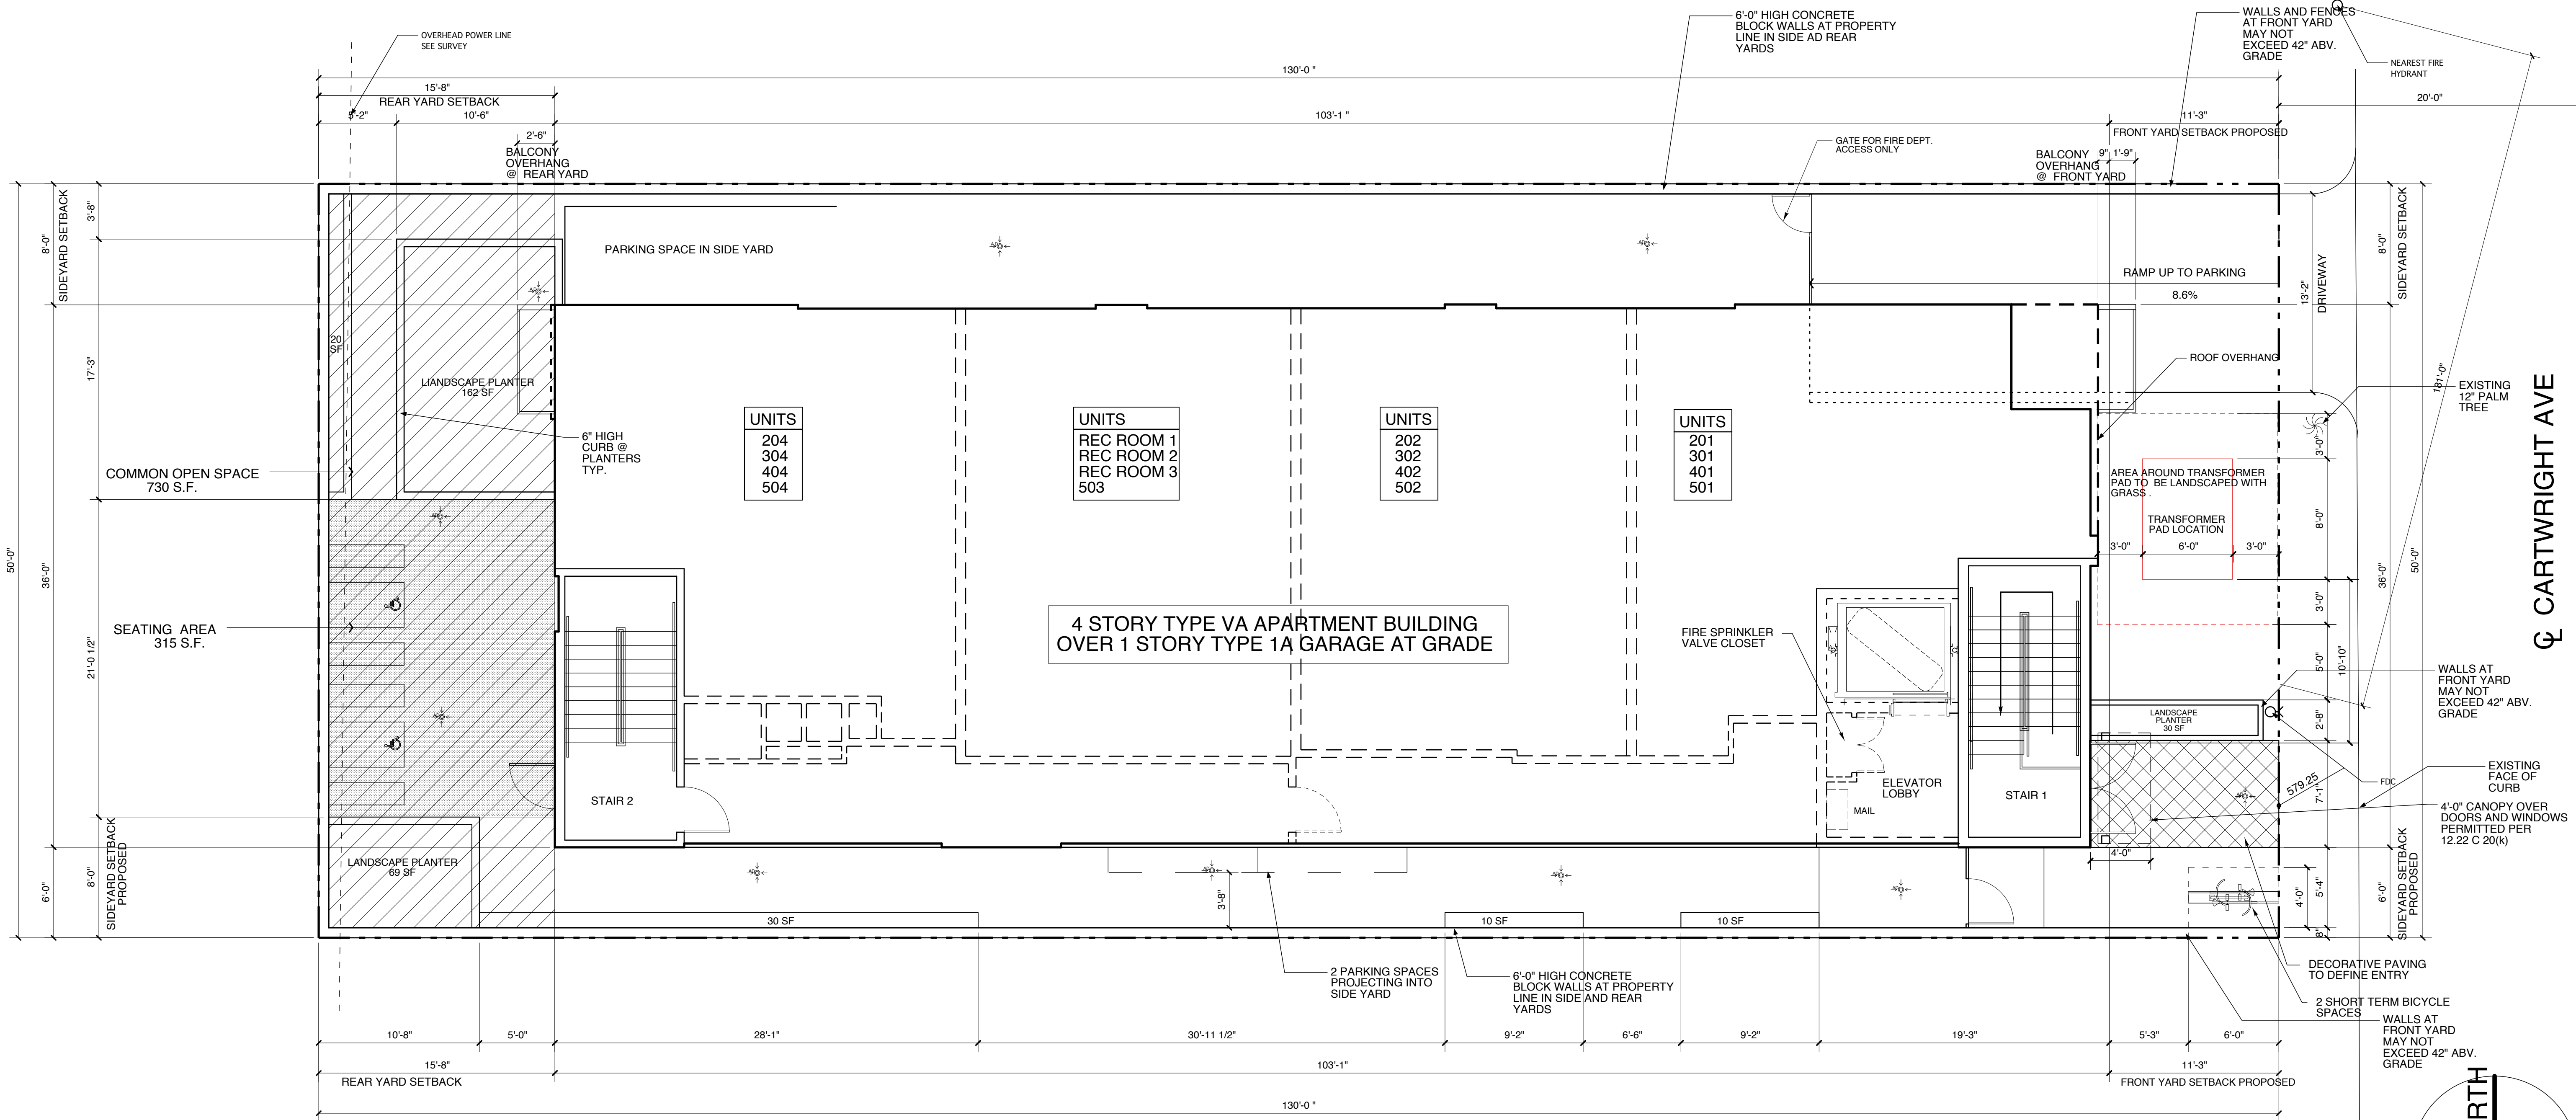 OVERHEAD POWER LINE
SEE SURVEY
6'-0" HIGH CONCRETE
BLOCK WALLS AT PROPERTY
LINE IN SIDE AD REAR
YARDS
WALLS AND FENCES
AT FRONT YARD
MAY NOT
EXCEED 42" ABV.
GRADE
NEAREST FIRE
HYDRANT
130'-0 "
15'-8"
REAR YARD SETBACK
20'-0"
5'-2"
10'-6"
103'-1 "
11'-3"
FRONT YARD SETBACK PROPOSED
2'-6"
BALCONY
OVERHANG
@ REAR YARD
GATE FOR FIRE DEPT.
ACCESS ONLY
9"
1'-9"
BALCONY
OVERHANG
@ FRONT YARD
50'-0"
8'-0"
SIDEYARD SETBACK
3'-8"
17'-3"
36'-0"
21'-0 1/2"
6'-0"
8'-0"
SIDEYARD SETBACK
PROPOSED
PARKING SPACE IN SIDE YARD
RAMP UP TO PARKING
8.6%
13'-2"
DRIVEWAY
8'-0"
SIDEYARD SETBACK
20
SF
LIANDSCAPE PLANTER
162 SF
6" HIGH
CURB @
PLANTERS
TYP.
COMMON OPEN SPACE
730 S.F.
SEATING AREA
315 S.F.
UNITS
204
304
404
504
UNITS
REC ROOM 1
REC ROOM 2
REC ROOM 3
503
UNITS
202
302
402
502
UNITS
201
301
401
501
ROOF OVERHANG
181'-0"
EXISTING
12" PALM
TREE
3'-0"
AREA AROUND TRANSFORMER
PAD TO BE LANDSCAPED WITH
GRASS .
TRANSFORMER
PAD LOCATION
8'-0"
3'-0"
6'-0"
3'-0"
36'-0"
50'-0"
3'-0"
5'-0"
10'-10"
CL CARTWRIGHT AVE
4 STORY TYPE VA APARTMENT BUILDING
OVER 1 STORY TYPE 1A GARAGE AT GRADE
FIRE SPRINKLER
VALVE CLOSET
WALLS AT
FRONT YARD
MAY NOT
EXCEED 42" ABV.
GRADE
LANDSCAPE
PLANTER
30 SF
2'-8"
579.25
7'-1"
FDC
EXISTING
FACE OF
CURB
4'-0" CANOPY OVER
DOORS AND WINDOWS
PERMITTED PER
12.22 C 20(k)
STAIR 2
ELEVATOR
LOBBY
MAIL
STAIR 1
4'-0"
LANDSCAPE PLANTER
69 SF
3'-8"
30 SF
10 SF
10 SF
4'-0"
5'-4"
8"
6'-0"
SIDEYARD SETBACK
PROPOSED
2 PARKING SPACES
PROJECTING INTO
SIDE YARD
6'-0" HIGH CONCRETE
BLOCK WALLS AT PROPERTY
LINE IN SIDE AND REAR
YARDS
DECORATIVE PAVING
TO DEFINE ENTRY
2 SHORT TERM BICYCLE
SPACES
WALLS AT
FRONT YARD
MAY NOT
EXCEED 42" ABV.
GRADE
10'-8"
5'-0"
28'-1"
30'-11 1/2"
9'-2"
6'-6"
9'-2"
19'-3"
5'-3"
6'-0"
15'-8"
REAR YARD SETBACK
103'-1"
11'-3"
FRONT YARD SETBACK PROPOSED
130'-0 "
RTH